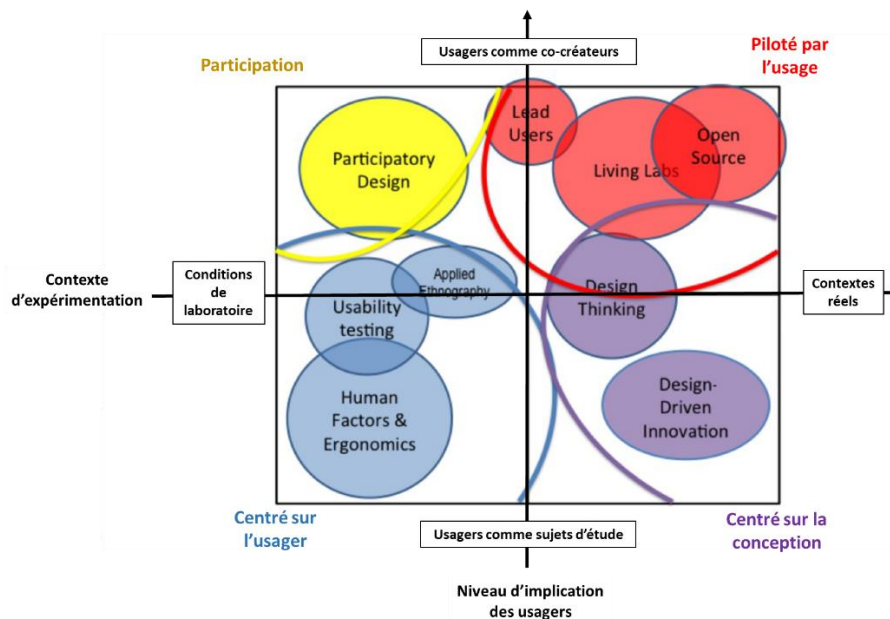 Usagers comme co-créateurs
Participation
Piloté par
l’usage
Lead
Users
Open
Source
Participatory
Design
Living Labs
Contexte
d’expérimentation
Conditions
de
laboratoire
Applied
Ethnography
Usability
testing
Design
Thinking
Contextes
réels
Human
Factors &
Ergonomics
Design-
Driven
Innovation
Centré sur
l’usager
Usagers comme sujets d’étude
Centré sur la
conception
Niveau d’implication
des usagers